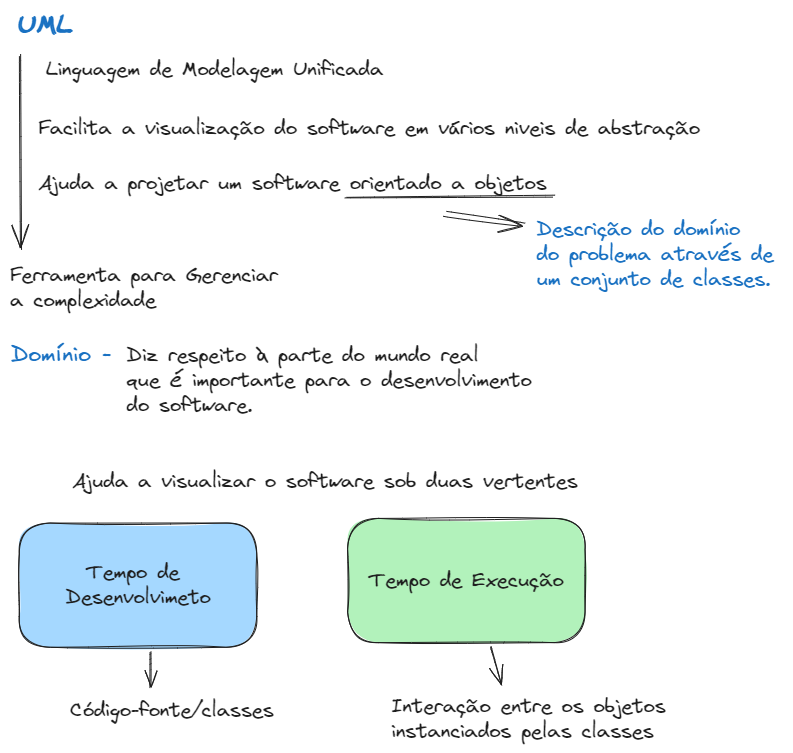 UML
Linguagem de Modelagem Unificada
Facilita a visualização do software em vários niveis de abstração
Ajuda a projetar um software orientado a objetos
Descrição do domínio
do problema através de
um conjunto de classes.
Ferramenta para Gerenciar
a complexidade
Domínio - Diz respeito à parte do mundo real
que é importante para o desenvolvimento
do software.
Ajuda a visualizar o software sob duas vertentes
Tempo de
Desenvolvimeto
Tempo de Execução
Código-fonte/classes
Interação entre os objetos
instanciados pelas classes